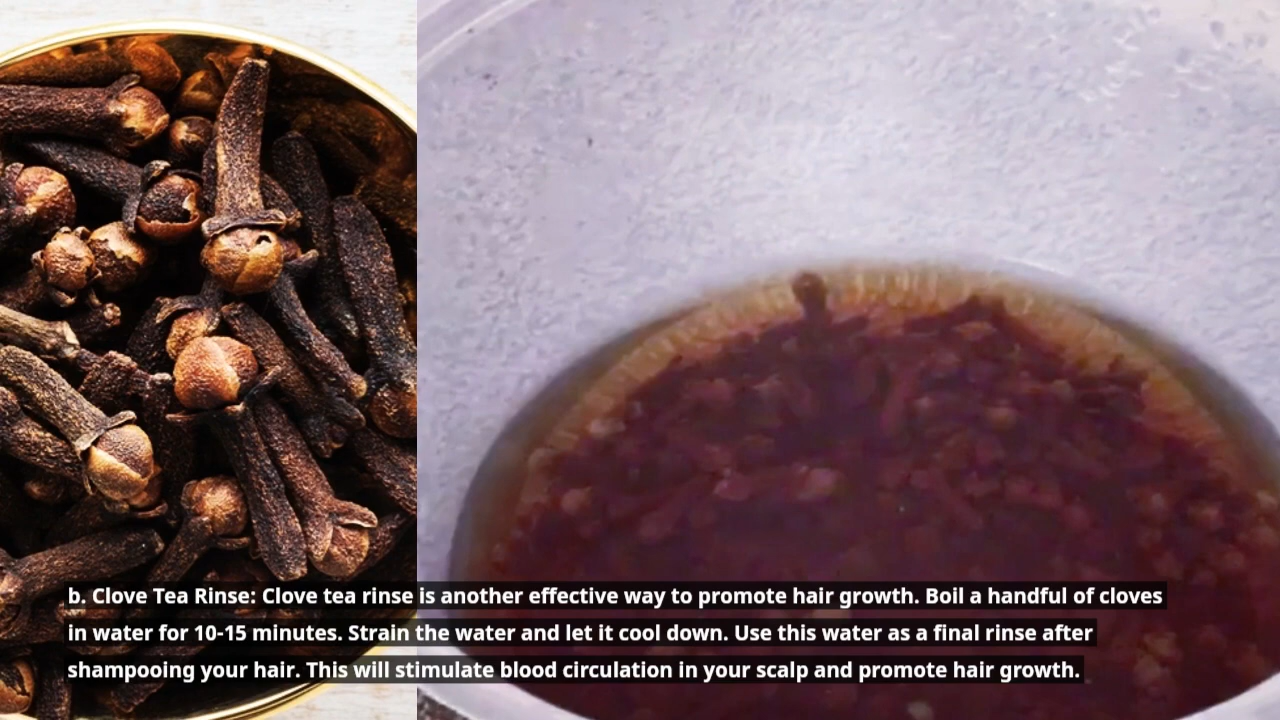 b. Clove Tea Rinse: Clove tea rinse is another effective way to promote hair growth. Boil a handful of cloves
in water for 10-15 minutes. Strain the water and let it cool down. Use this water as a final rinse after
shampooing your hair. This will stimulate blood circulation in your scalp and promote hair growth.